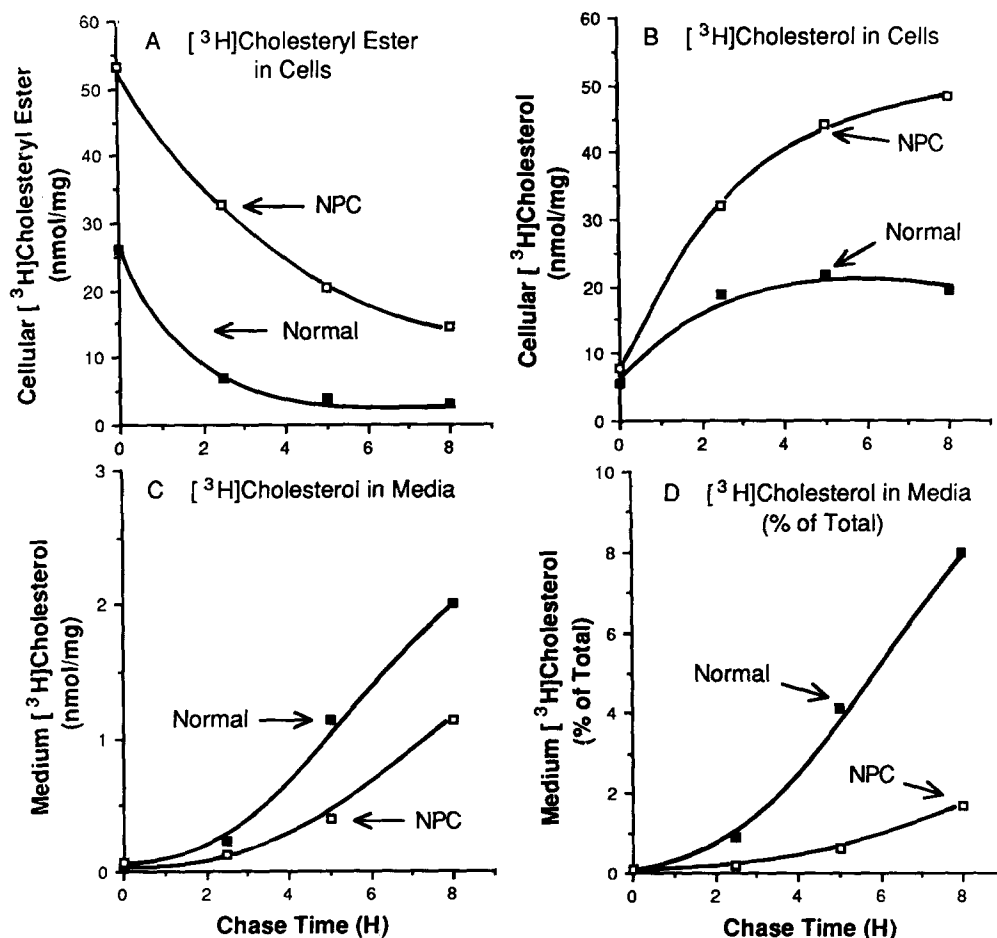 A [³H]Cholesteryl Ester
in Cells
Cellular [³H]Cholesteryl Ester
(nmol/mg)
60
50
40
30
20
10
0
NPC
Normal
0 2 4 6 8
B [³H]Cholesterol in Cells
Cellular [³H]Cholesterol
(nmol/mg)
60
50
40
30
20
10
0
NPC
Normal
0 2 4 6 8
C [³H]Cholesterol in Media
Medium [³H]Cholesterol
(nmol/mg)
3
2
1
0
Normal
NPC
0 2 4 6 8
Chase Time (H)
D [³H]Cholesterol in Media
(% of Total)
Medium [³H]Cholesterol
(% of Total)
10
8
6
4
2
0
Normal
NPC
0 2 4 6 8
Chase Time (H)